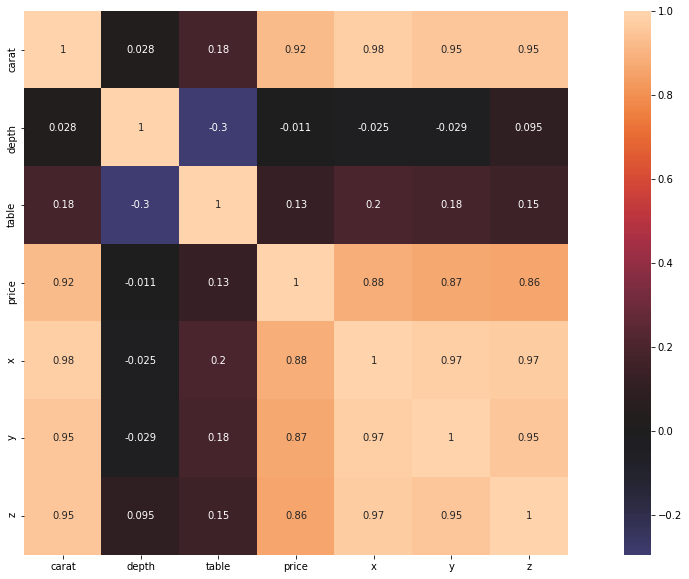 carat 1 0.028 0.18 0.92 0.98 0.95 0.95
depth 0.028 1 -0.3 -0.011 -0.025 -0.029 0.095
table 0.18 -0.3 1 0.13 0.2 0.18 0.15
price 0.92 -0.011 0.13 1 0.88 0.87 0.86
x 0.98 -0.025 0.2 0.88 1 0.97 0.97
y 0.95 -0.029 0.18 0.87 0.97 1 0.95
z 0.95 0.095 0.15 0.86 0.97 0.95 1
carat depth table price x y z
1.0
0.8
0.6
0.4
0.2
0.0
−0.2